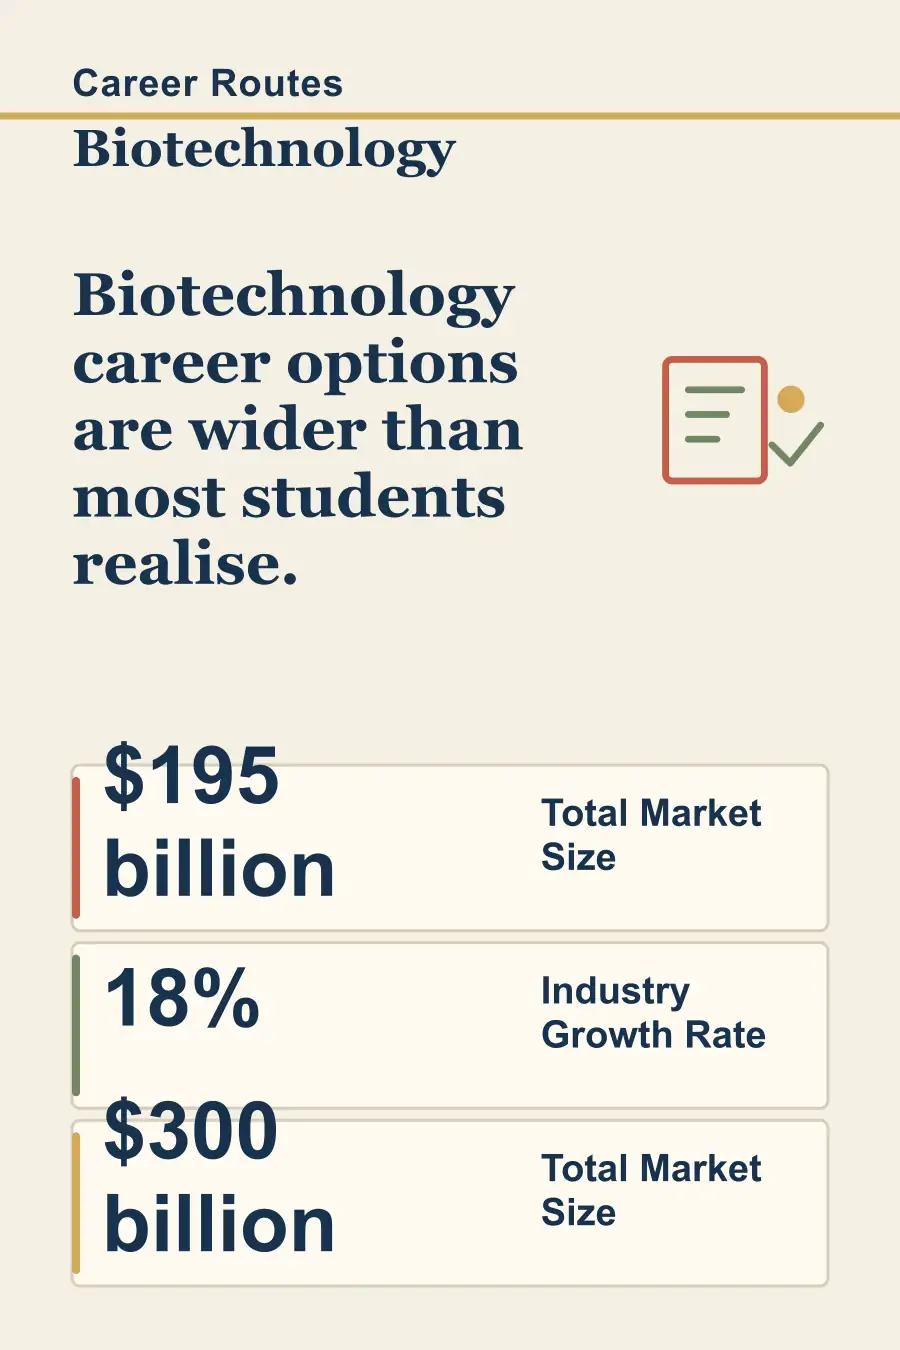 Career Routes
Biotechnology
Biotechnology
career options
are wider than
most students
realise.
$195
billion
Total Market
Size
18%
Industry
Growth Rate
$300
billion
Total Market
Size